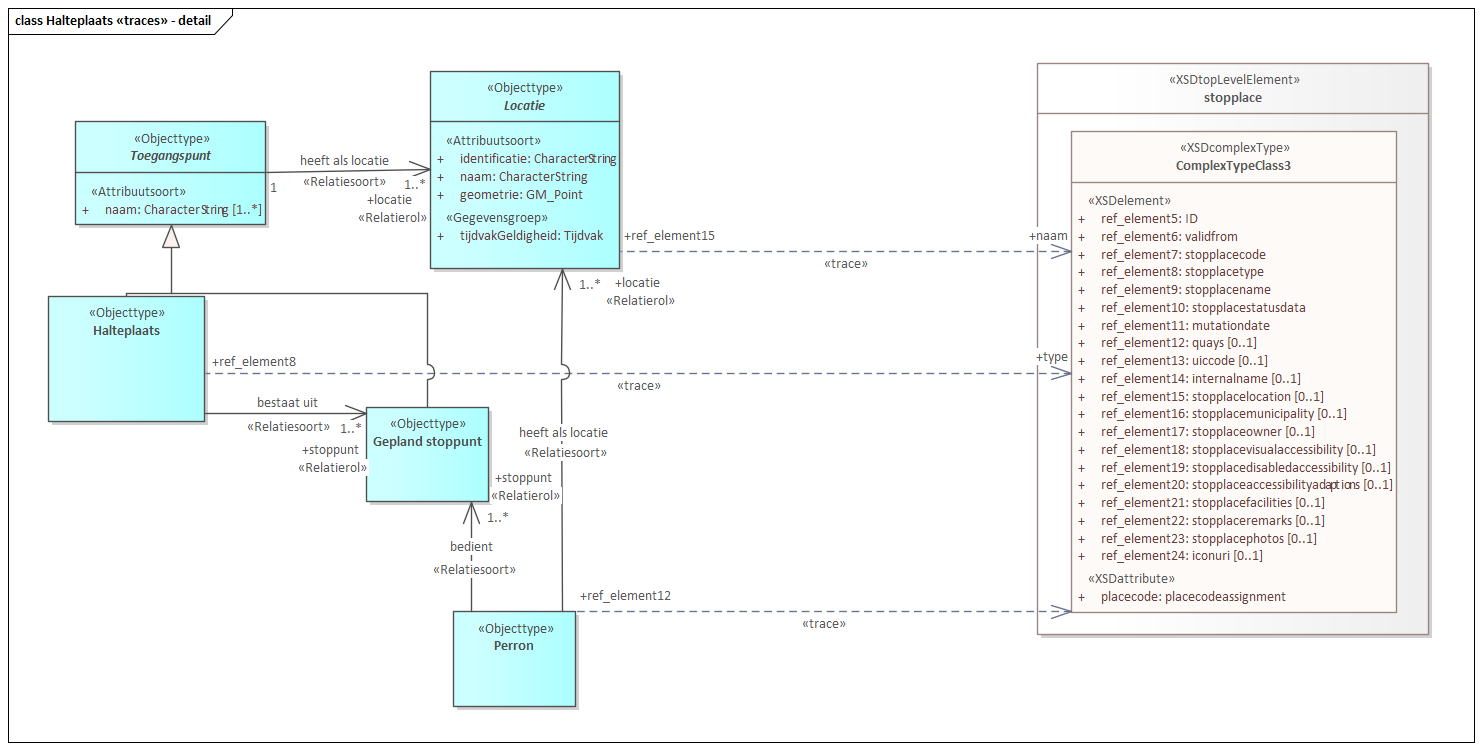 class Halteplaats «traces» - detail
«Objecttype»
Toegangspunt
«Attribuutsoort»
+ naam: CharacterString [1..*]
heeft als locatie
«Relatiesoort»
1
1..*
+locatie
«Relatierol»
«Objecttype»
Locatie
«Attribuutsoort»
+ identificatie: CharacterString
+ naam: CharacterString
+ geometrie: GM_Point
«Gegevensgroep»
+ tijdvakGeldigheid: Tijdvak
+ref_element15
+naam
«trace»
1..*
+locatie
«Relatierol»
«Objecttype»
Halteplaats
+ref_element8
+type
«trace»
bestaat uit
«Relatiesoort»
1..*
+stoppunt
«Relatierol»
«Objecttype»
Gepland stoppunt
heeft als locatie
«Relatiesoort»
+stoppunt
«Relatierol»
1..*
bedient
«Relatiesoort»
+ref_element12
«trace»
«Objecttype»
Perron
«XSDtopLevelElement»
stopplace
«XSDcomplexType»
ComplexTypeClass3
«XSDelement»
+ ref_element5: ID
+ ref_element6: validfrom
+ ref_element7: stopplacecode
+ ref_element8: stopplacetype
+ ref_element9: stopplacename
+ ref_element10: stopplacestatusdata
+ ref_element11: mutationdate
+ ref_element12: quays [0..1]
+ ref_element13: uiccode [0..1]
+ ref_element14: internalname [0..1]
+ ref_element15: stopplacelocation [0..1]
+ ref_element16: stopplacemunicipality [0..1]
+ ref_element17: stopplaceowner [0..1]
+ ref_element18: stopplacevisualaccessibility [0..1]
+ ref_element19: stopplacedisabledaccessibility [0..1]
+ ref_element20: stopplaceaccessibilityadaptions [0..1]
+ ref_element21: stopplacefacilities [0..1]
+ ref_element22: stopplaceremarks [0..1]
+ ref_element23: stopplacephotos [0..1]
+ ref_element24: iconuri [0..1]
«XSDattribute»
+ placecode: placecodeassignment